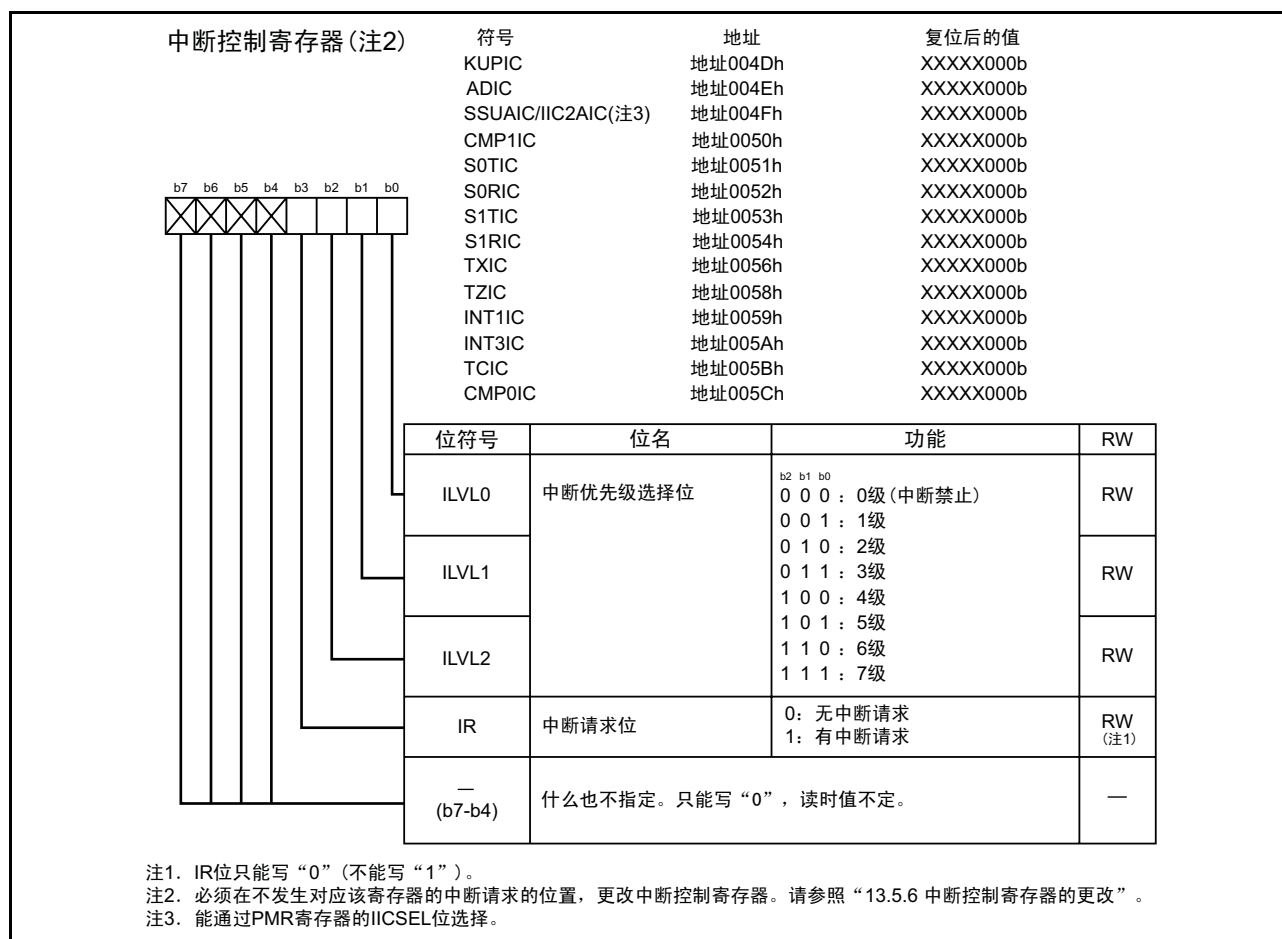 中断控制寄存器(注2) 符号 地址 复位后的值
KUPIC 地址004Dh XXXXX000b
ADIC 地址004Eh XXXXX000b
SSUAIC/IIC2AIC(注3) 地址004Fh XXXXX000b
CMP1IC 地址0050h XXXXX000b
S0TIC 地址0051h XXXXX000b
S0RIC 地址0052h XXXXX000b
S1TIC 地址0053h XXXXX000b
S1RIC 地址0054h XXXXX000b
TXIC 地址0056h XXXXX000b
TZIC 地址0058h XXXXX000b
INT1IC 地址0059h XXXXX000b
INT3IC 地址005Ah XXXXX000b
TCIC 地址005Bh XXXXX000b
CMP0IC 地址005Ch XXXXX000b
b7 b6 b5 b4 b3 b2 b1 b0
位符号 位名 功能 RW
ILVL0 中断优先级选择位 RW
b2 b1 b0
0 0 0：0级(中断禁止)
0 0 1：1级
0 1 0：2级
0 1 1：3级
1 0 0：4级
1 0 1：5级
1 1 0：6级
1 1 1：7级
ILVL1 RW
ILVL2 RW
IR 中断请求位 0：无中断请求 RW
1：有中断请求 (注1)
— 什么也不指定。只能写“0”，读时值不定。 —
(b7-b4)
注1. IR位只能写“0”(不能写“1”)。
注2. 必须在不发生对应该寄存器的中断请求的位置，更改中断控制寄存器。请参照“13.5.6 中断控制寄存器的更改”。
注3. 能通过PMR寄存器的IICSEL位选择。